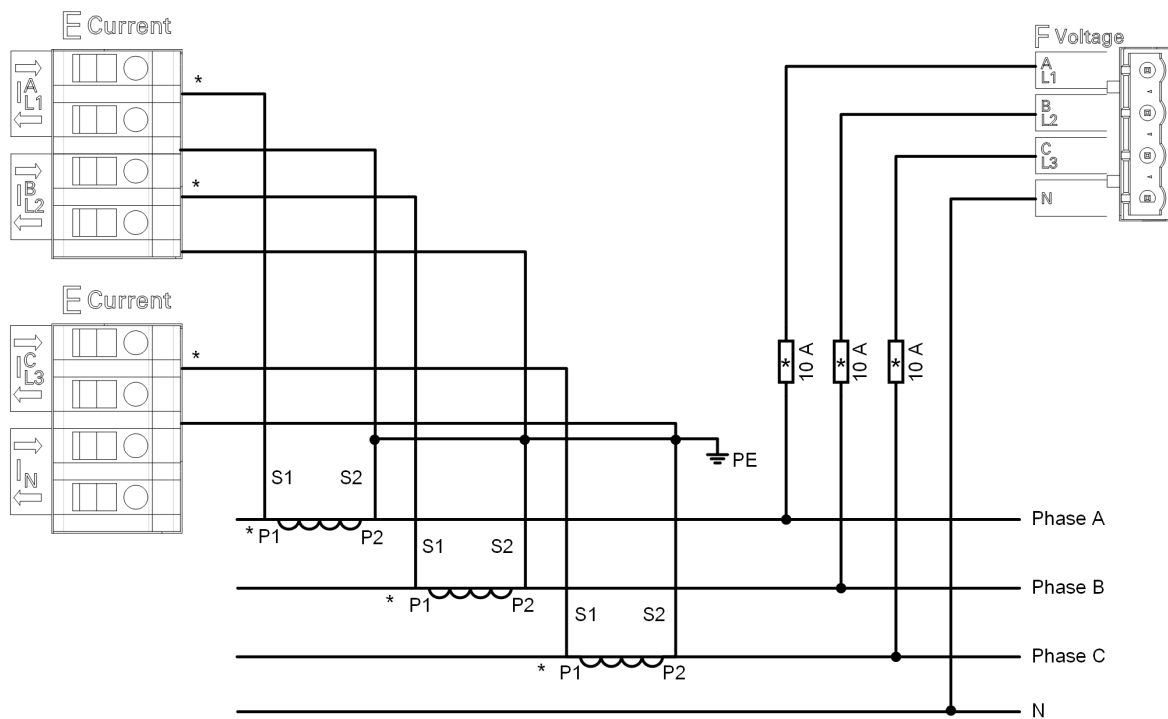 E Current
I A L1
I B L2
*
*
E Current
I C L3
I N
*
F Voltage
A L1
B L2
C L3
N
* 10 A
* 10 A
* 10 A
PE
S1 S2
* P1 P2
Phase A
S1 S2
* P1 P2
Phase B
S1 S2
* P1 P2
Phase C
N